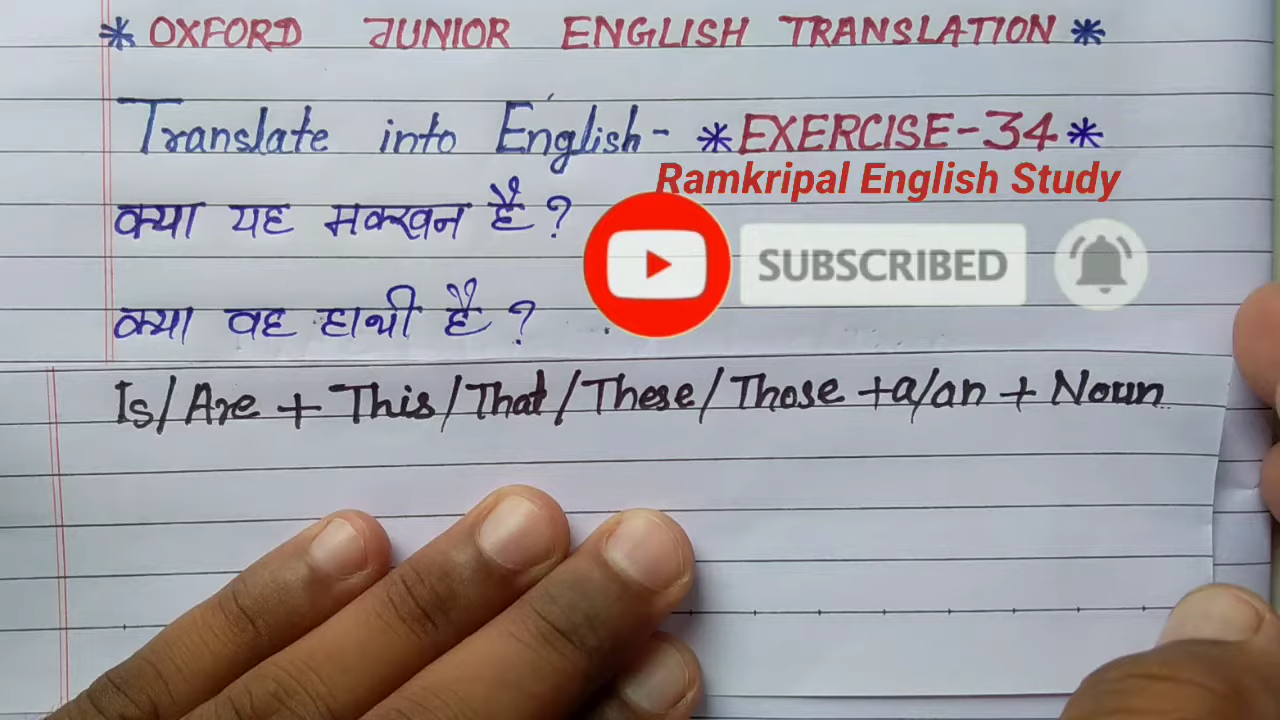 * OXFORD JUNIOR ENGLISH TRANSLATION *
Translate into English- *EXERCISE-34*
Ramkripal English Study
क्या यह मक्खन है ?
SUBSCRIBED
क्या वह हाथी है ?
Is/Are + This/That/These/Those +a/an + Noun